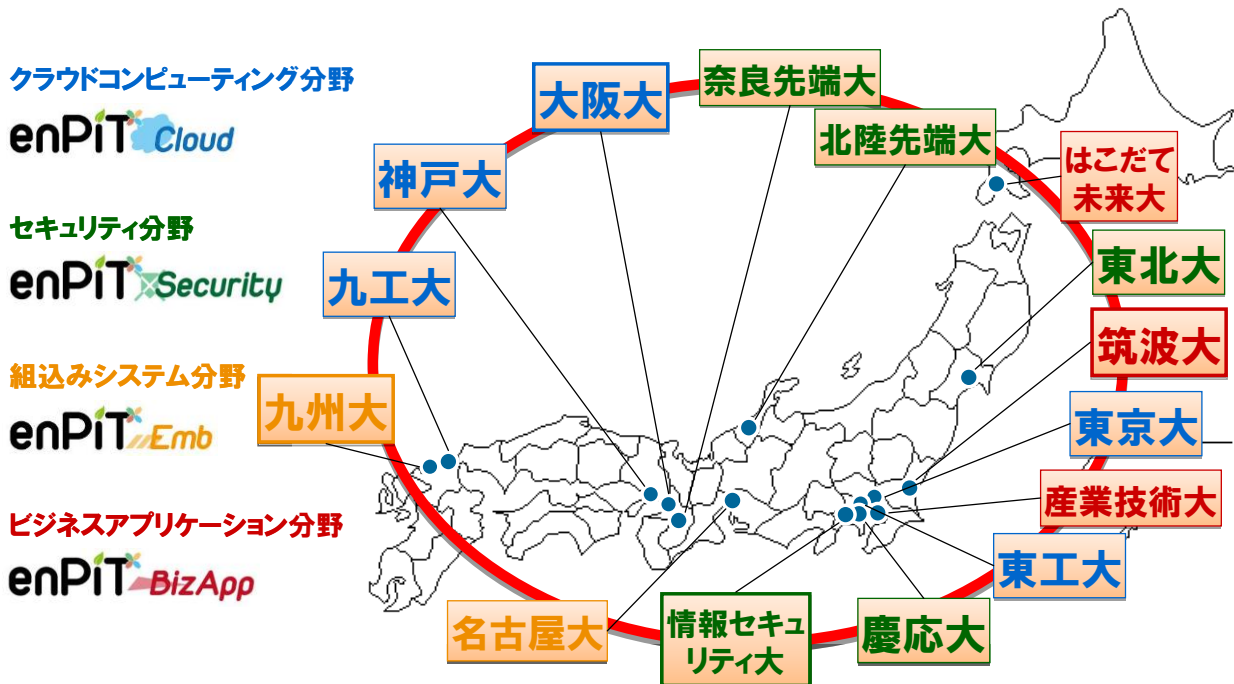 クラウドコンピューティング分野
enPiT Cloud
セキュリティ分野
enPiT Security
組込みシステム分野
enPiT Emb
ビジネスアプリケーション分野
enPiT BizApp
奈良先端大
大阪大
北陸先端大
神戸大
はこだて
未来大
九工大
東北大
筑波大
九州大
東京大
産業技術大
東工大
名古屋大
情報セキュ
リティ大
慶応大